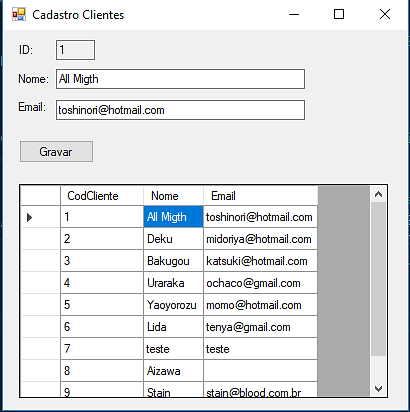 Cadastro Clientes
ID: 1
Nome: All Migth
Email: toshinori@hotmail.com
Gravar
CodCliente Nome Email
1 All Migth toshinori@hotmail.com
2 Deku midoriya@hotmail.com
3 Bakugou katsuki@hotmail.com
4 Uraraka ochaco@gmail.com
5 Yaoyorozu momo@hotmail.com
6 Lida tenya@gmail.com
7 teste teste
8 Aizawa
9 Stain stain@blood.com.br